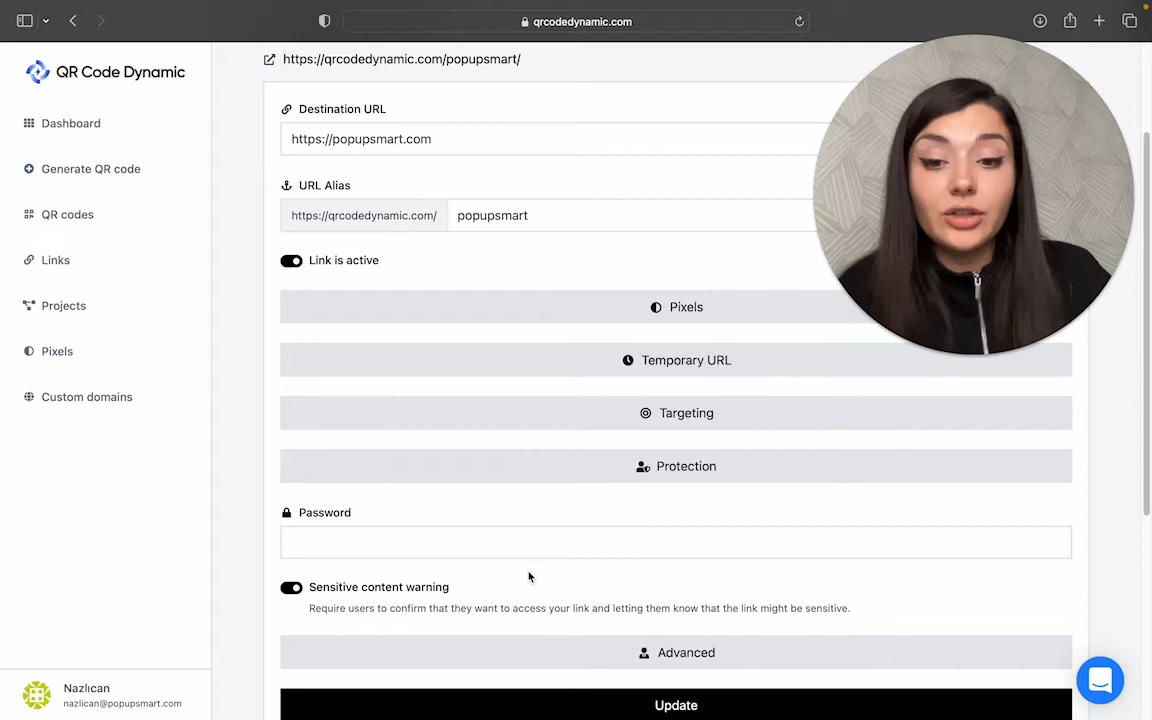 qrcodedynamic.com
QR Code Dynamic
https://qrcodedynamic.com/popupsmart/
Dashboard
Generate QR code
QR codes
Links
Projects
Pixels
Custom domains
Destination URL
https://popupsmart.com
URL Alias
https://qrcodedynamic.com/ popupsmart
Link is active
Pixels
Temporary URL
Targeting
Protection
Password
Sensitive content warning
Require users to confirm that they want to access your link and letting them know that the link might be sensitive.
Advanced
Update
Nazlıcan
nazlican@popupsmart.com